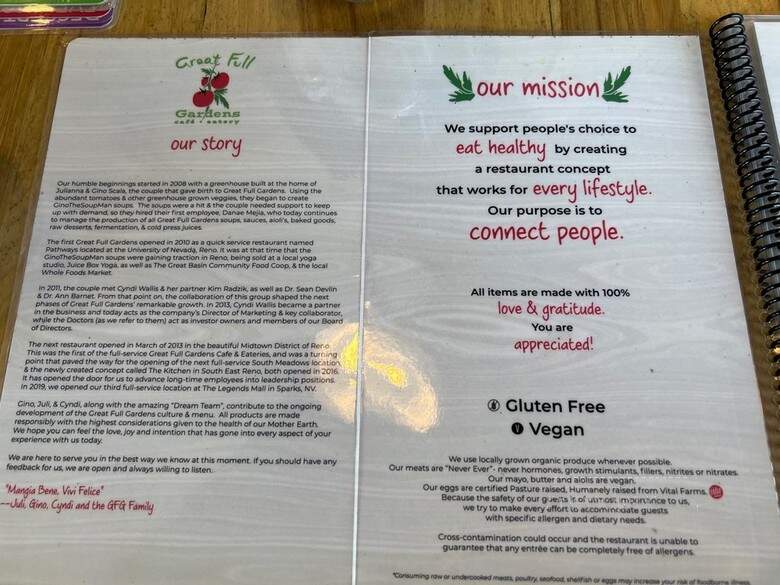 Great Full
Gardens
café • eatery
our story
Our humble beginnings started in 2008 with a greenhouse built at the home of
Julianna & Gino Scala, the couple that gave birth to Great Full Gardens. Using the
abundant tomatoes & other greenhouse grown veggies, they began to create
GinoTheSoupMan soups. The soups were a hit & the couple needed support to keep
up with demand, so they hired their first employee, Danae Mejia, who today continues
to manage the production of all Great Full Gardens soups, sauces, aioli's, baked goods,
raw desserts, fermentation, & cold press juices.
The first Great Full Gardens opened in 2010 as a quick service restaurant named
Pathways located at the University of Nevada, Reno. It was at that time that the
GinoTheSoupMan soups were gaining traction in Reno, being sold at a local yoga
studio, Juice Box Yoga, as well as The Great Basin Community Food Coop, & the local
Whole Foods Market.
In 2011, the couple met Cyndi Wallis & her partner Kim Radzik, as well as Dr. Sean Devlin
& Dr. Ann Barnet. From that point on, the collaboration of this group shaped the next
phases of Great Full Gardens' remarkable growth. In 2013, Cyndi Wallis became a partner
in the business and today acts as the company's Director of Marketing & key collaborator,
while the Doctors (as we refer to them) act as investor owners and members of our Board
of Directors.
The next restaurant opened in March of 2013 in the beautiful Midtown District of Reno.
This was the first of the full-service Great Full Gardens Cafe & Eateries, and was a turning
point that paved the way for the opening of the next full-service South Meadows location
& the newly created concept called The Kitchen in South East Reno, both opened in 2016.
It has opened the door for us to advance long-time employees into leadership positions.
In 2019, we opened our third full-service location at The Legends Mall in Sparks, NV.
Gino, Juli, & Cyndi, along with the amazing "Dream Team", contribute to the ongoing
development of the Great Full Gardens culture & menu. All products are made
responsibly with the highest considerations given to the health of our Mother Earth.
We hope you can feel the love, joy and intention that has gone into every aspect of your
experience with us today.
We are here to serve you in the best way we know at this moment. If you should have any
feedback for us, we are open and always willing to listen.
"Mangia Bene, Vivi Felice"
--Juli, Gino, Cyndi and the GFG Family
our mission
We support people's choice to
eat healthy by creating
a restaurant concept
that works for every lifestyle.
Our purpose is to
connect people.
All items are made with 100%
love & gratitude.
You are
appreciated!
Gluten Free
V Vegan
We use locally grown organic produce whenever possible.
Our meats are "Never Ever"- never hormones, growth stimulants, fillers, nitrites or nitrates.
Our mayo, butter and aiolis are vegan.
Our eggs are certified Pasture raised, Humanely raised from Vital Farms.
Because the safety of our guests is of utmost importance to us,
we try to make every effort to accommodate guests
with specific allergen and dietary needs.
Cross-contamination could occur and the restaurant is unable to
guarantee that any entrée can be completely free of allergens.
*Consuming raw or undercooked meats, poultry, seafood, shellfish or eggs may increase your risk of foodborne illness